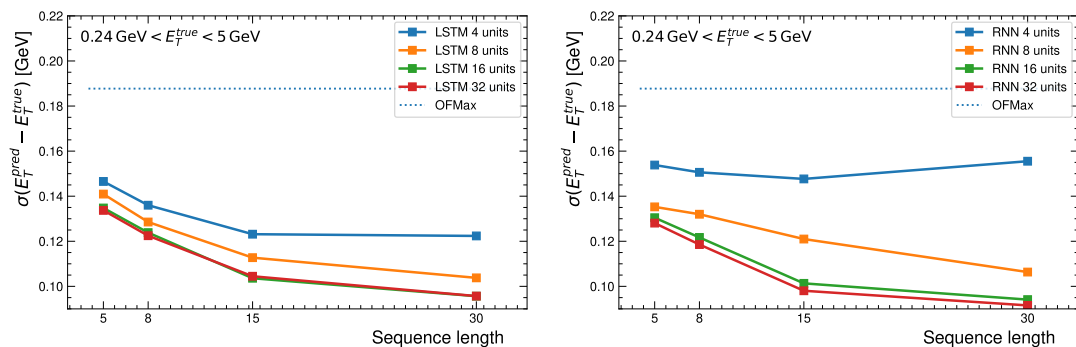 σ(E_T^pred − E_T^true) [GeV]
0.22
0.20
0.18
0.16
0.14
0.12
0.10
0.24 GeV < E_T^true < 5 GeV
LSTM 4 units
LSTM 8 units
LSTM 16 units
LSTM 32 units
OFMax
5 8 15 30
Sequence length
σ(E_T^pred − E_T^true) [GeV]
0.22
0.20
0.18
0.16
0.14
0.12
0.10
0.24 GeV < E_T^true < 5 GeV
RNN 4 units
RNN 8 units
RNN 16 units
RNN 32 units
OFMax
5 8 15 30
Sequence length